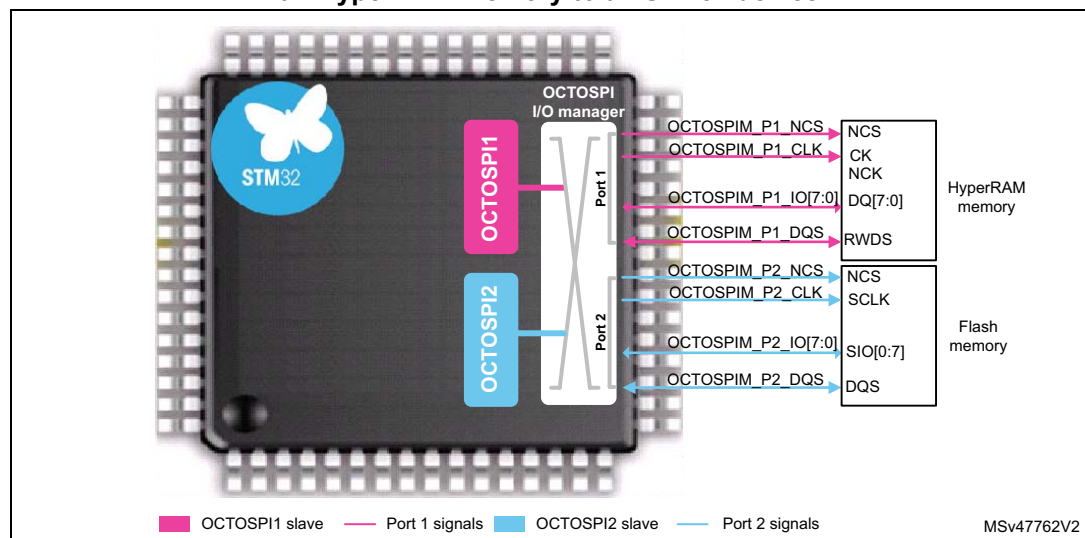 OCTOSPI
I/O manager
STM32
OCTOSPI1
OCTOSPI2
Port 1
Port 2
OCTOSPIM_P1_NCS
OCTOSPIM_P1_CLK
OCTOSPIM_P1_IO[7:0]
OCTOSPIM_P1_DQS
NCS
CK
NCK
DQ[7:0]
RWDS
HyperRAM
memory
OCTOSPIM_P2_NCS
OCTOSPIM_P2_CLK
OCTOSPIM_P2_IO[7:0]
OCTOSPIM_P2_DQS
NCS
SCLK
SIO[0:7]
DQS
Flash
memory
OCTOSPI1 slave
Port 1 signals
OCTOSPI2 slave
Port 2 signals
MSv47762V2